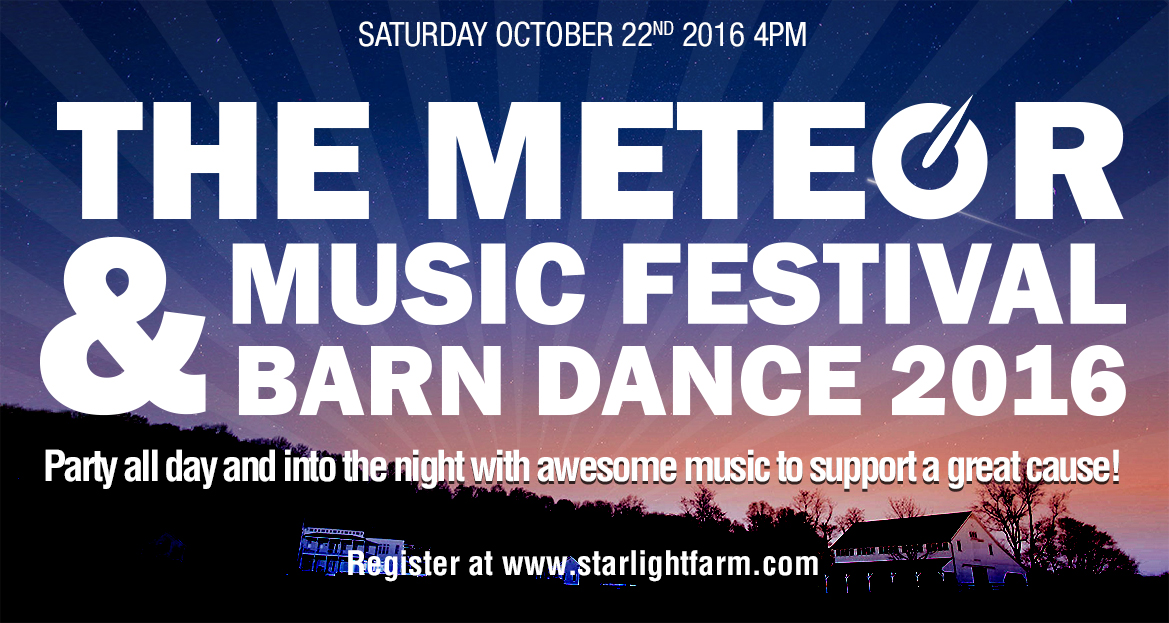 SATURDAY OCTOBER 22ND 2016 4PM
THE METEOR
& MUSIC FESTIVAL
BARN DANCE 2016
Party all day and into the night with awesome music to support a great cause!
Register at www.starlightfarm.com